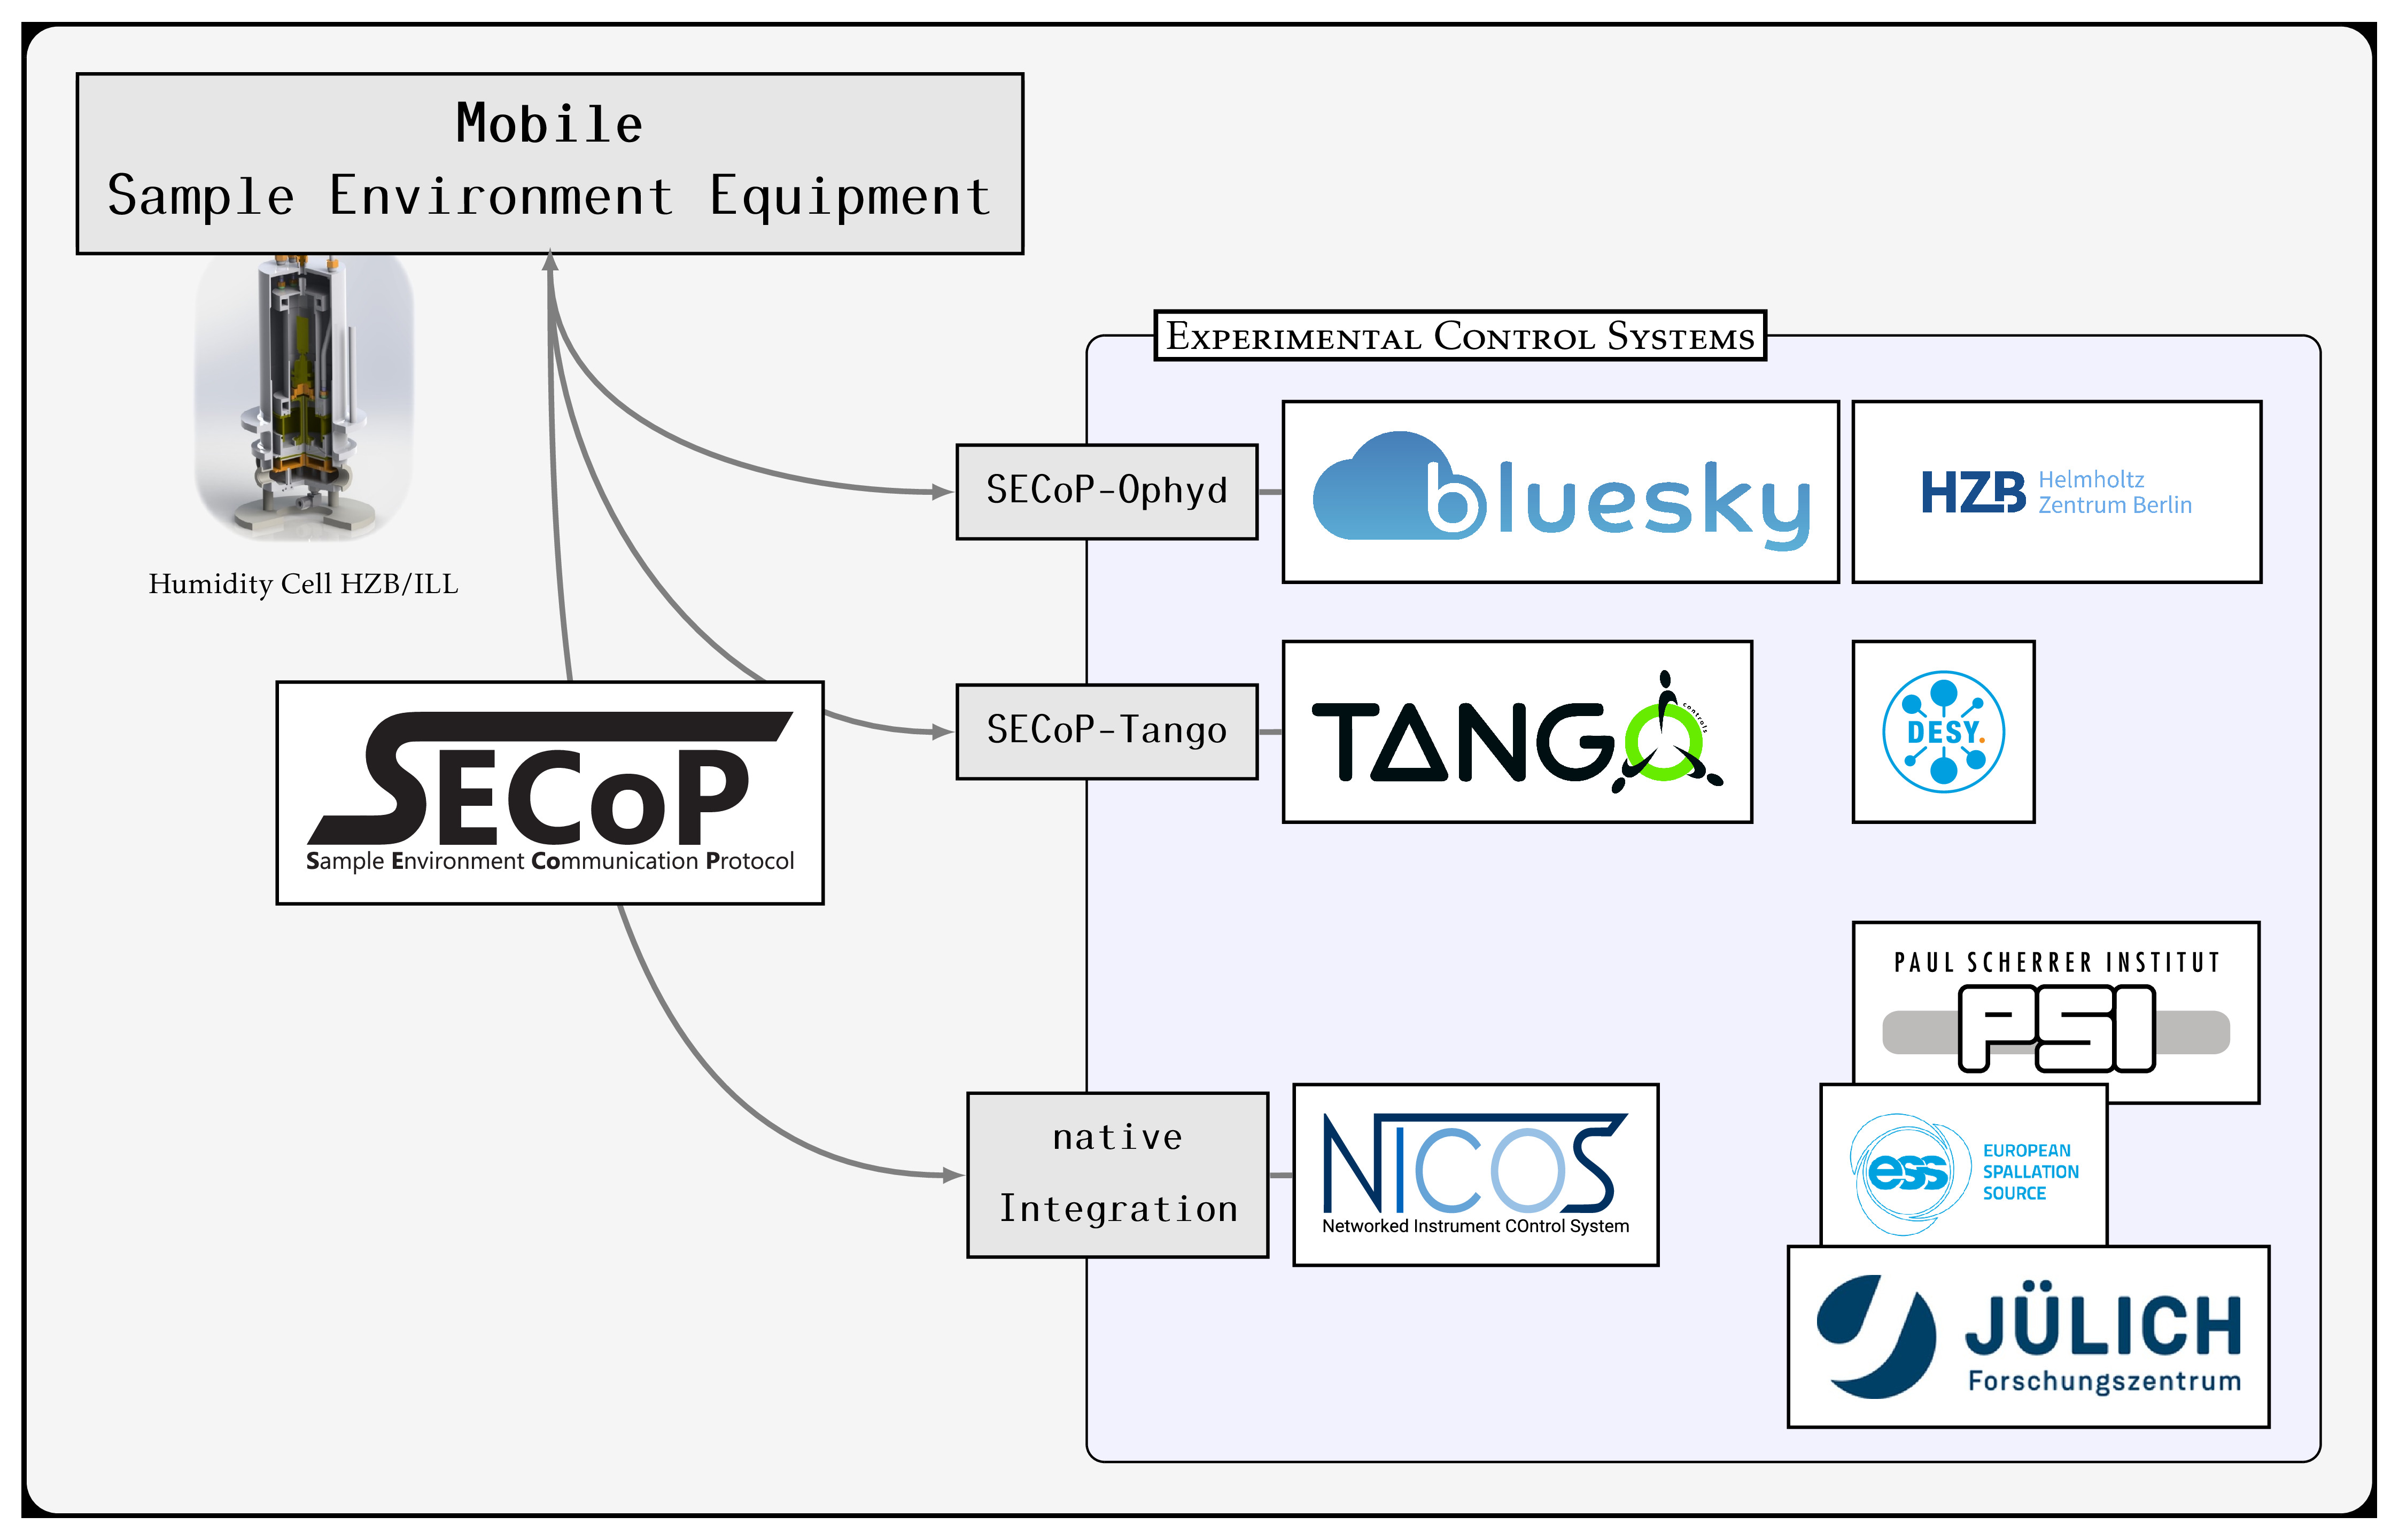 Mobile
Sample Environment Equipment
Humidity Cell HZB/ILL
SECoP
Sample Environment Communication Protocol
EXPERIMENTAL CONTROL SYSTEMS
SECoP-Ophyd
bluesky
HZB Helmholtz
Zentrum Berlin
SECoP-Tango
TANGO
controls
DESY.
native
Integration
NICOS
Networked Instrument COntrol System
PAUL SCHERRER INSTITUT
PSI
ess
EUROPEAN
SPALLATION
SOURCE
JÜLICH
Forschungszentrum